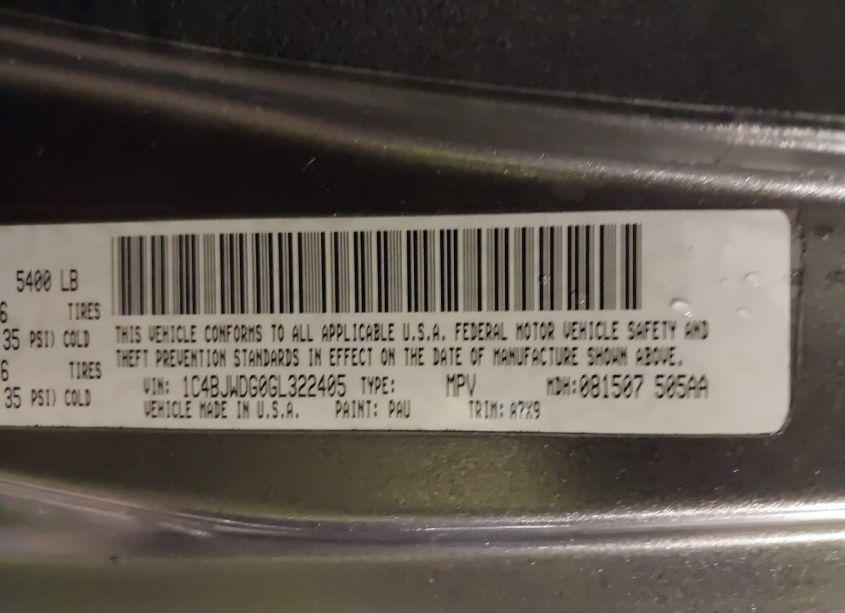 5400 LB
6 TIRES
35 PSI) COLD
6 TIRES
35 PSI) COLD
THIS VEHICLE CONFORMS TO ALL APPLICABLE U.S.A. FEDERAL MOTOR VEHICLE SAFETY AND
THEFT PREVENTION STANDARDS IN EFFECT ON THE DATE OF MANUFACTURE SHOWN ABOVE.
VIN: 1C4BJWDG0GL322405 TYPE: MPV MDH:081507 505AA
VEHICLE MADE IN U.S.A. PAINT: PAU TRIM: A7X9